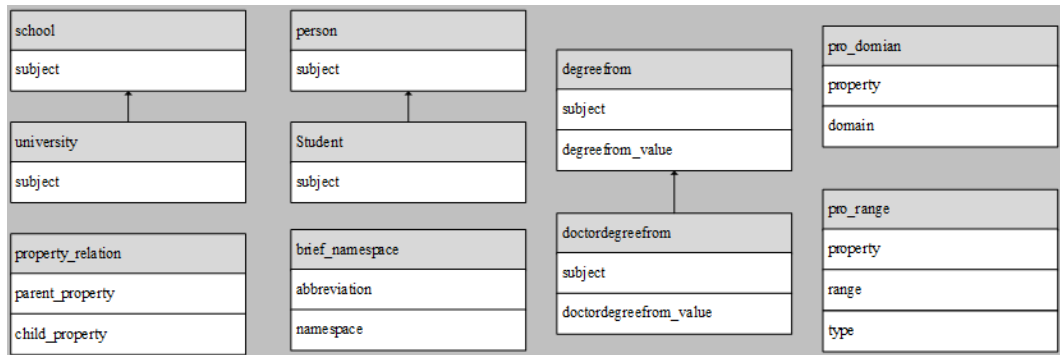 school
subject
university
subject
property_relation
parent_property
child_property
person
subject
Student
subject
brief_namespace
abbreviation
namespace
degreefrom
subject
degreefrom_value
doctordegreefrom
subject
doctordegreefrom_value
pro_domian
property
domain
pro_range
property
range
type